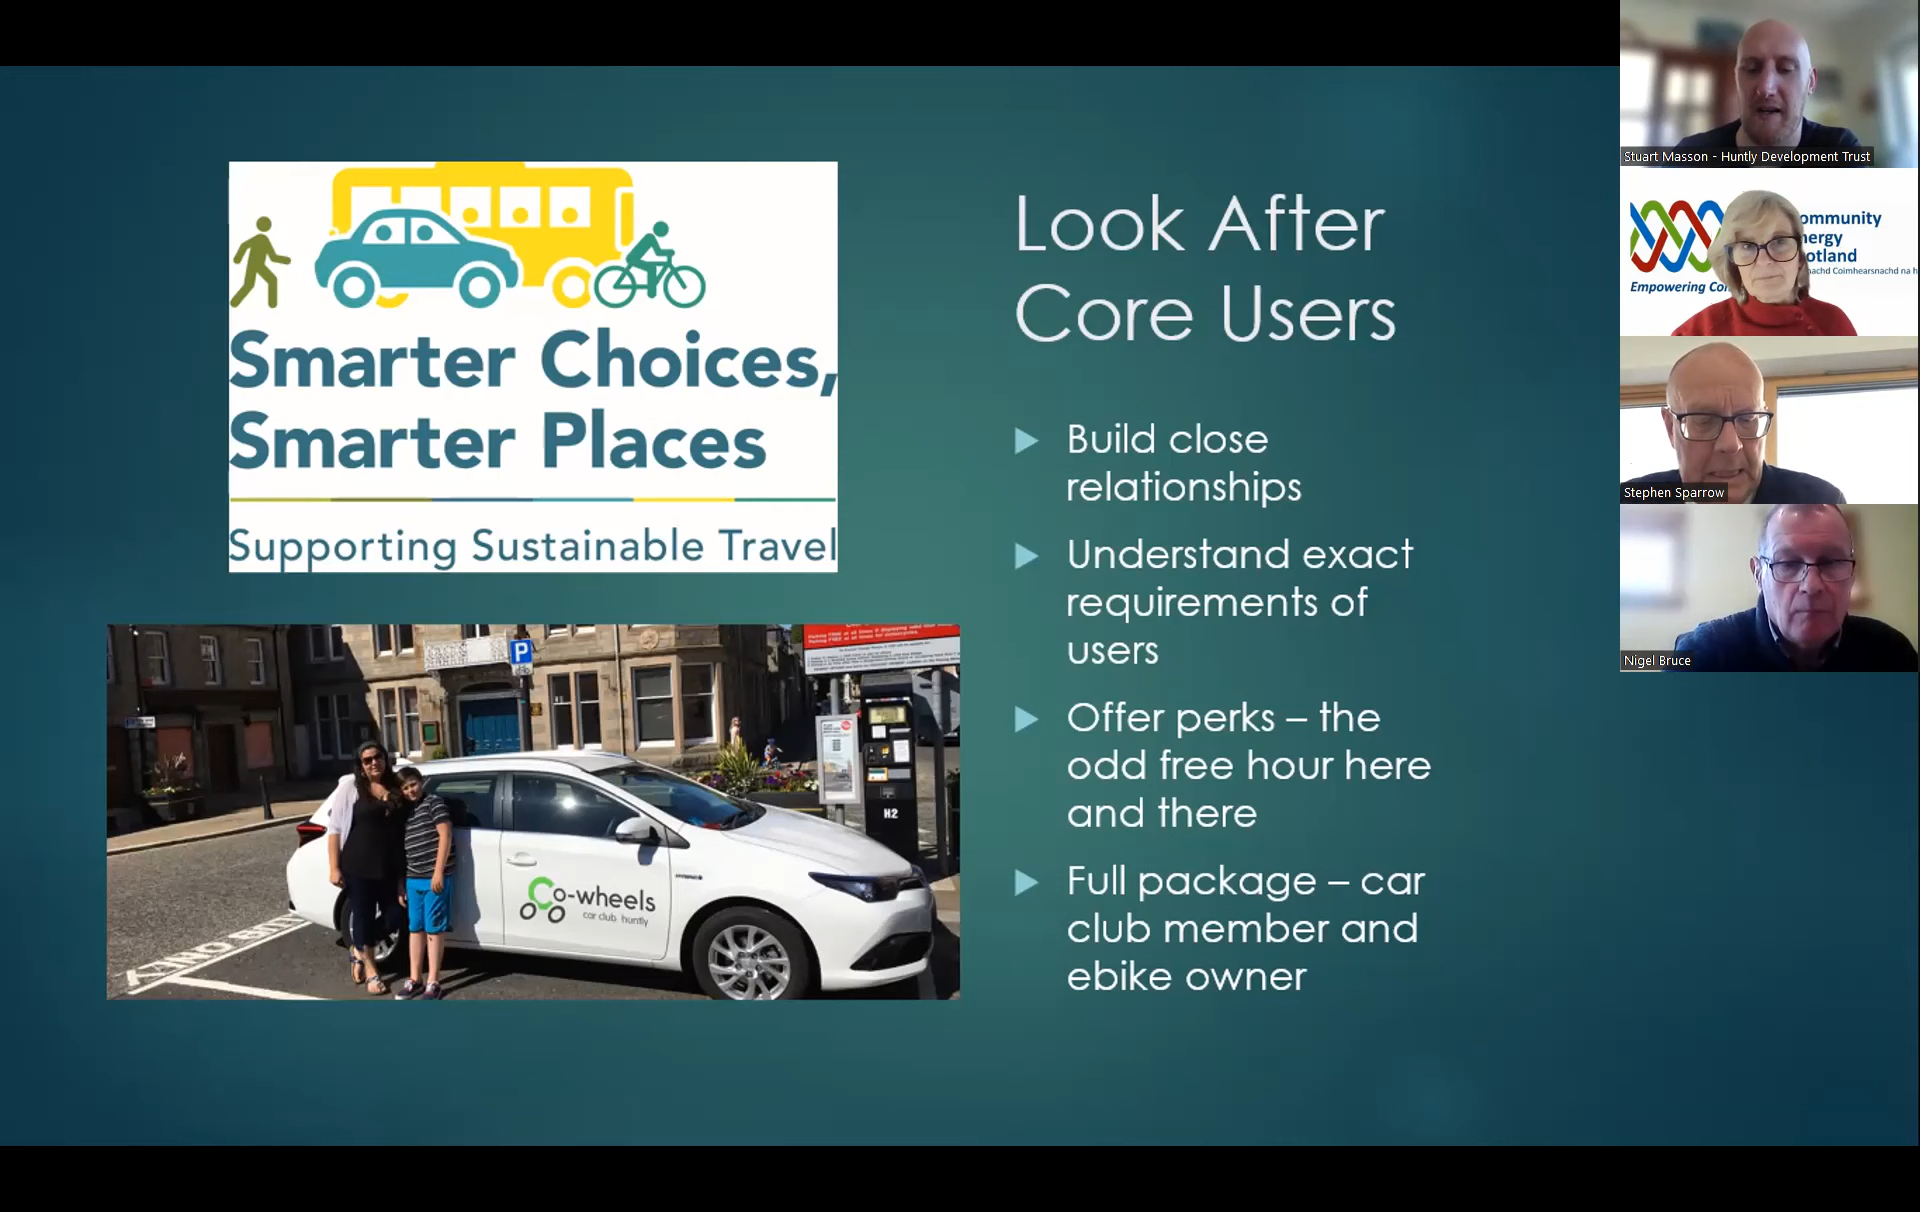 Smarter Choices,
Smarter Places
Supporting Sustainable Travel
P
H2
Co-wheels
car club huntly
Look After
Core Users
Build close
relationships
Understand exact
requirements of
users
Offer perks – the
odd free hour here
and there
Full package – car
club member and
ebike owner
Stuart Masson - Huntly Development Trust
ommunity
nergy
otland
Empowering Co
Stephen Sparrow
Nigel Bruce